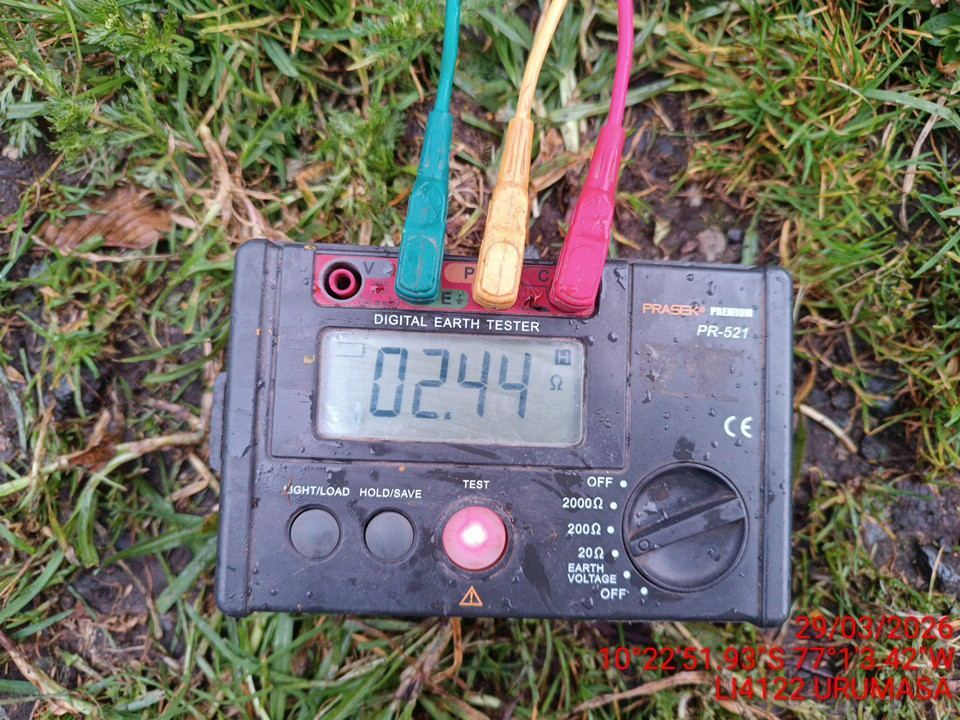 V
P
C
E
DIGITAL EARTH TESTER
PRASEK® PREMIUM
PR-521
02.44
H
Ω
CE
LIGHT/LOAD
HOLD/SAVE
TEST
OFF
2000Ω
200Ω
20Ω
EARTH
VOLTAGE
OFF
29/03/2026
10°22'51.93"S 77°1'3.42"W
LI4122 URUMASA